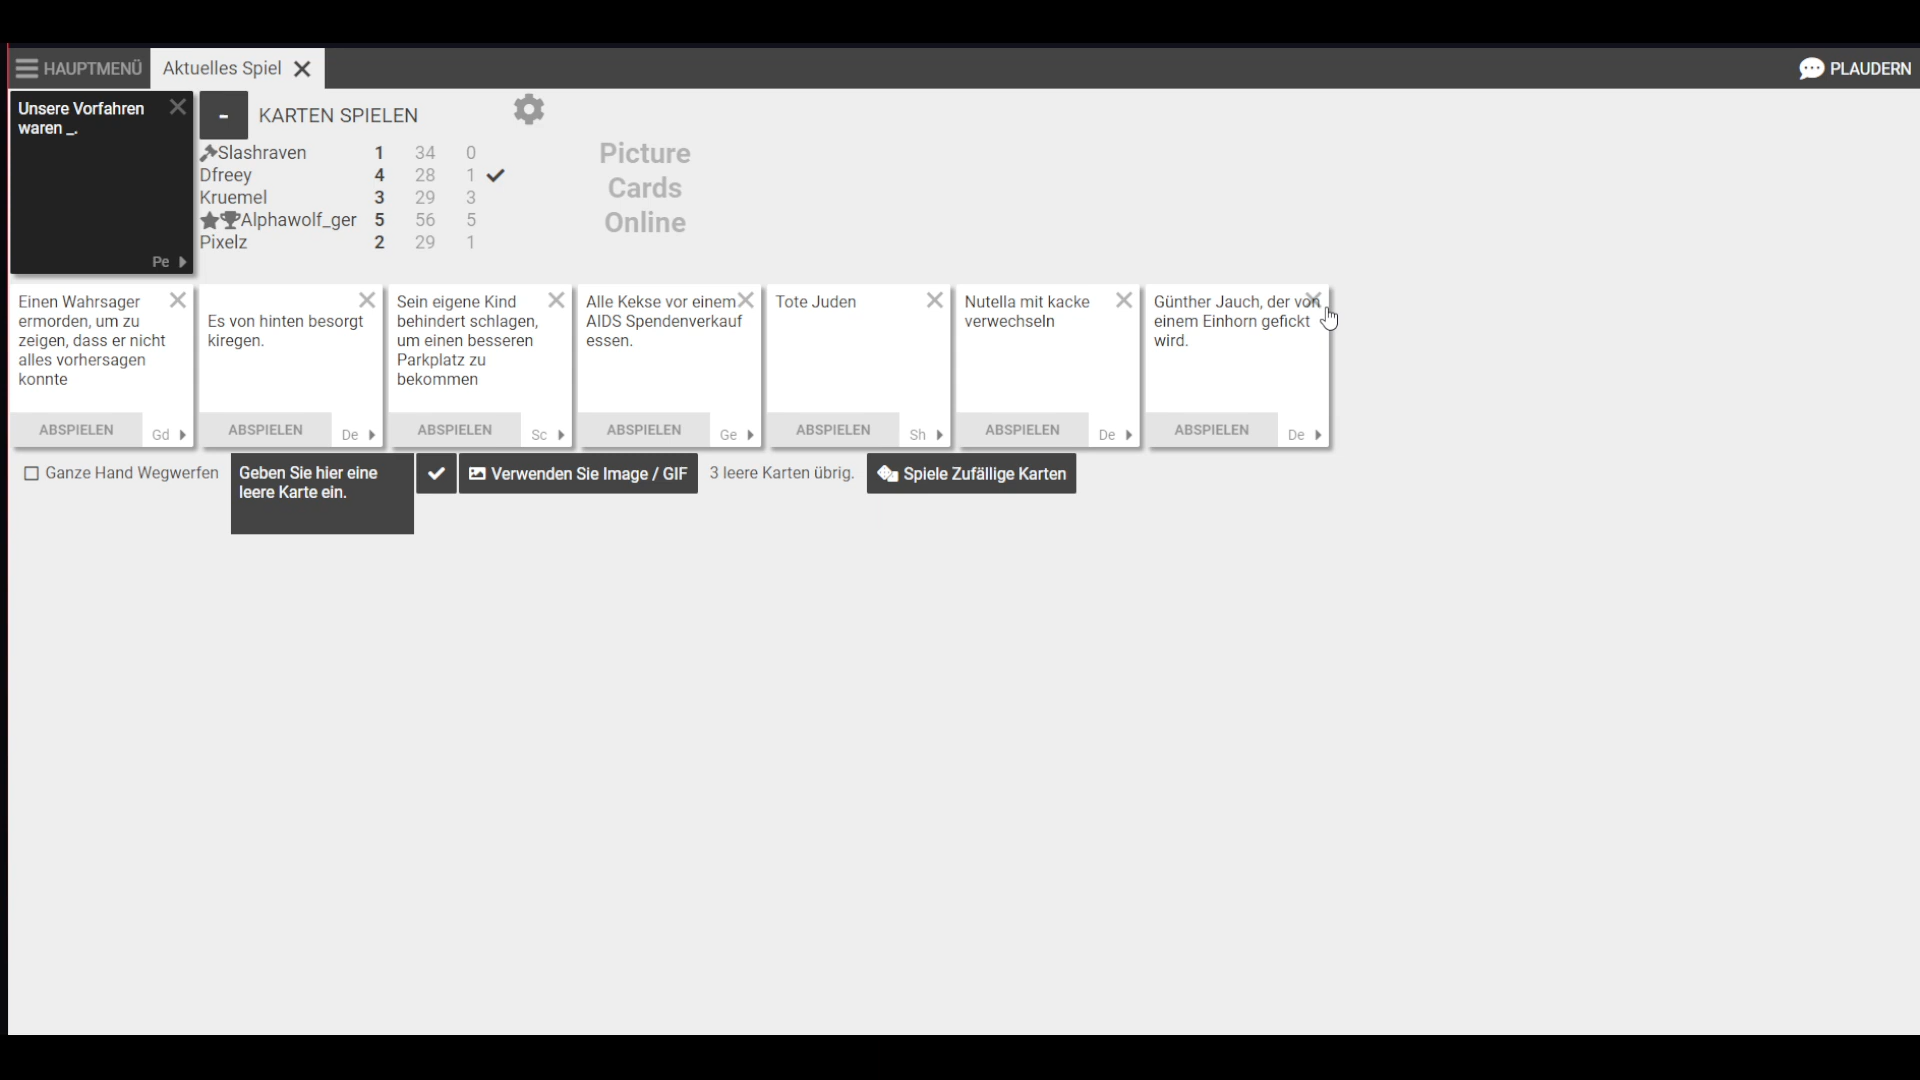 HAUPTMENÜ
Aktuelles Spiel
PLAUDERN
Unsere Vorfahren
waren _.
Pe
-
KARTEN SPIELEN
Slashraven 1 34 0
Dfreey 4 28 1
Kruemel 3 29 3
Alphawolf_ger 5 56 5
Pixelz 2 29 1
Picture
Cards
Online
Einen Wahrsager
ermorden, um zu
zeigen, dass er nicht
alles vorhersagen
konnte
ABSPIELEN
Gd
Es von hinten besorgt
kiregen.
ABSPIELEN
De
Sein eigene Kind
behindert schlagen,
um einen besseren
Parkplatz zu
bekommen
ABSPIELEN
Sc
Alle Kekse vor einem
AIDS Spendenverkauf
essen.
ABSPIELEN
Ge
Tote Juden
ABSPIELEN
Sh
Nutella mit kacke
verwechseln
ABSPIELEN
De
Günther Jauch, der von
einem Einhorn gefickt
wird.
ABSPIELEN
De
Ganze Hand Wegwerfen
Geben Sie hier eine
leere Karte ein.
Verwenden Sie Image / GIF
3 leere Karten übrig.
Spiele Zufällige Karten